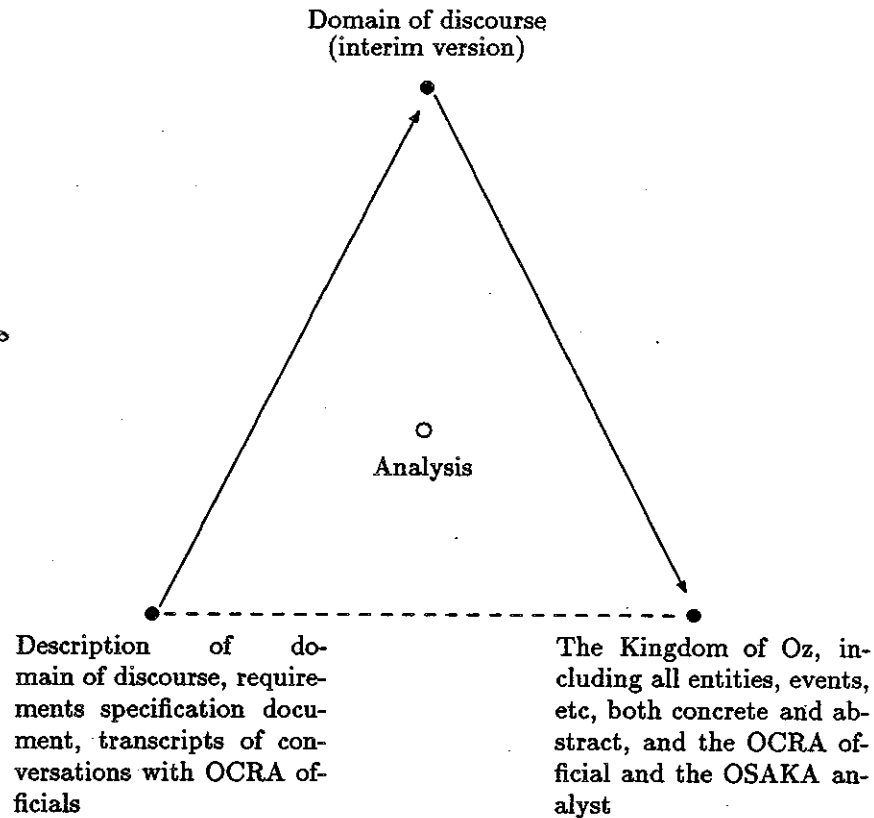 Domain of discourse
(interim version)
Analysis
Description of do-
main of discourse, require-
ments specification docu-
ment, transcripts of con-
versations with OCRA of-
ficials
The Kingdom of Oz, in-
cluding all entities, events,
etc, both concrete and ab-
stract, and the OCRA of-
ficial and the OSAKA an-
alyst